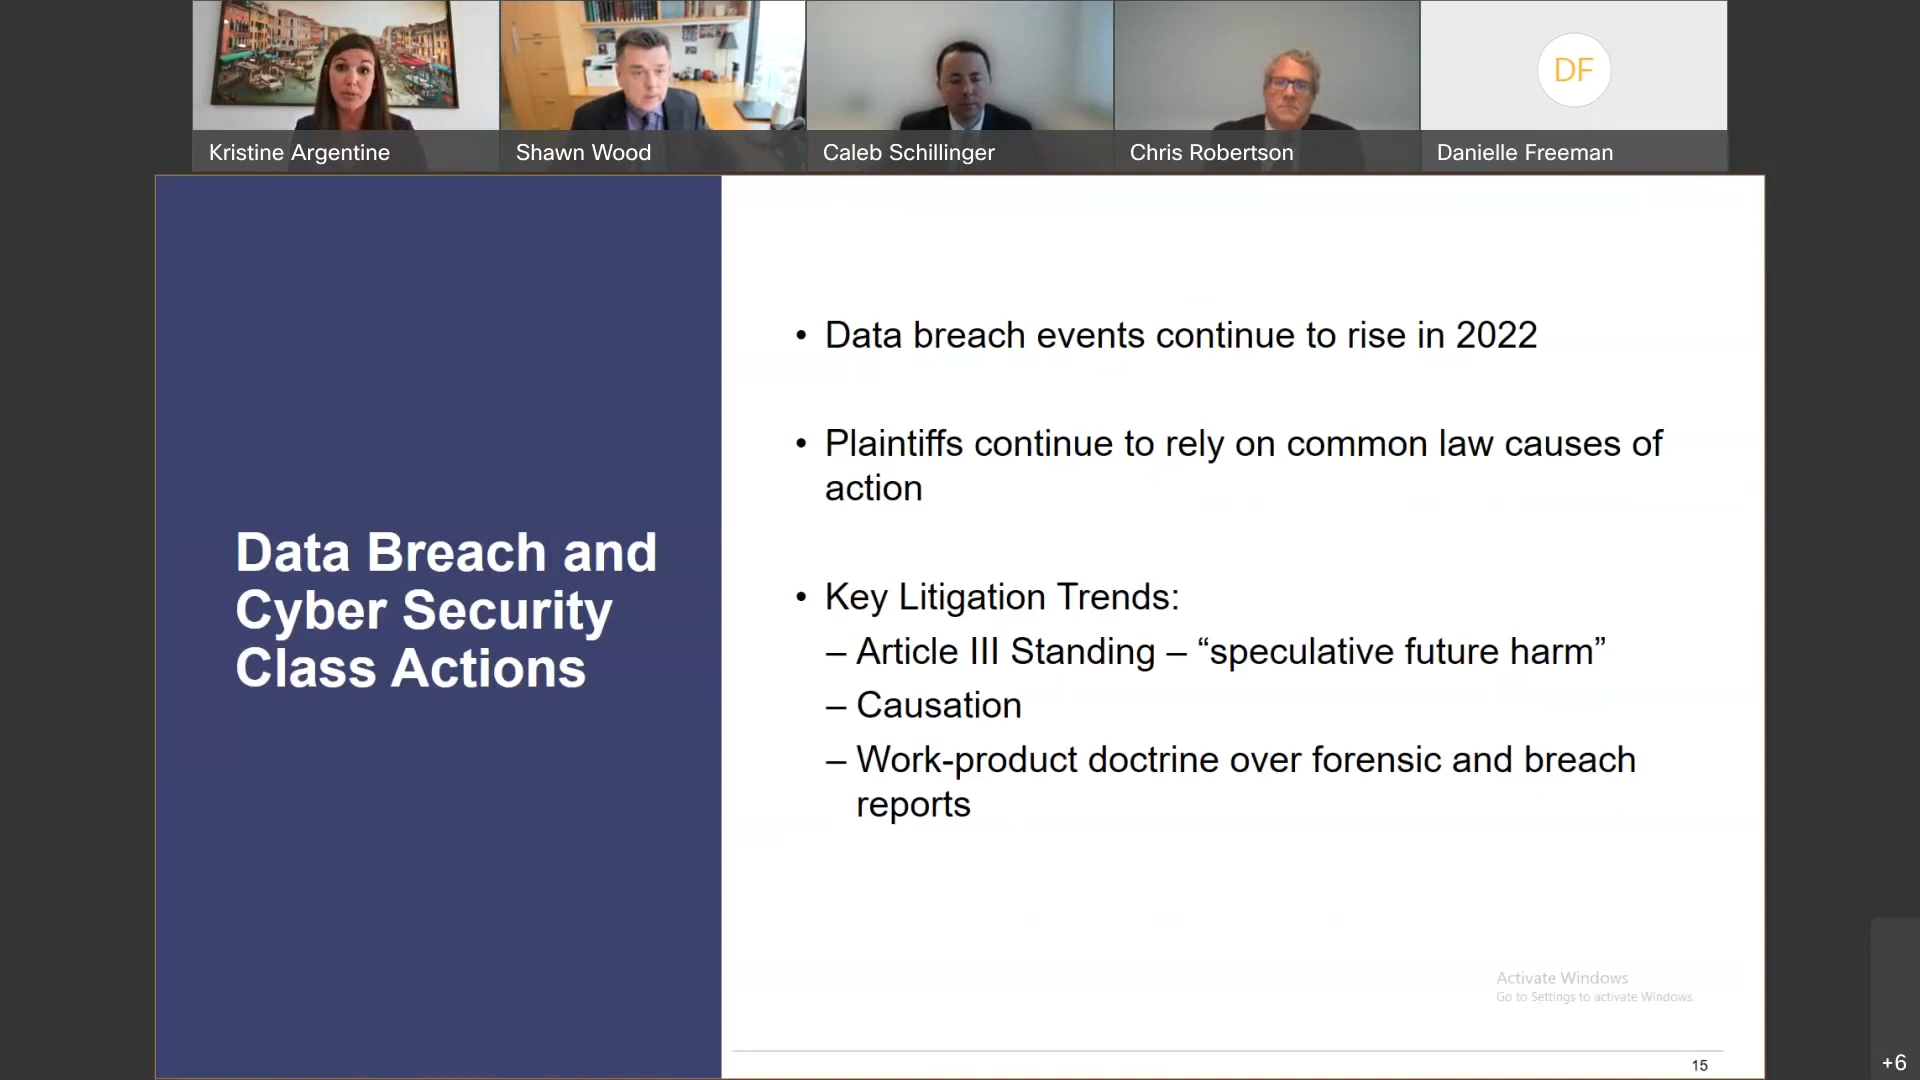 Kristine Argentine
Shawn Wood
Caleb Schillinger
Chris Robertson
DF
Danielle Freeman
Data Breach and
Cyber Security
Class Actions
• Data breach events continue to rise in 2022
• Plaintiffs continue to rely on common law causes of
action
• Key Litigation Trends:
– Article III Standing – “speculative future harm”
– Causation
– Work-product doctrine over forensic and breach
reports
Activate Windows
Go to Settings to activate Windows.
15
+6